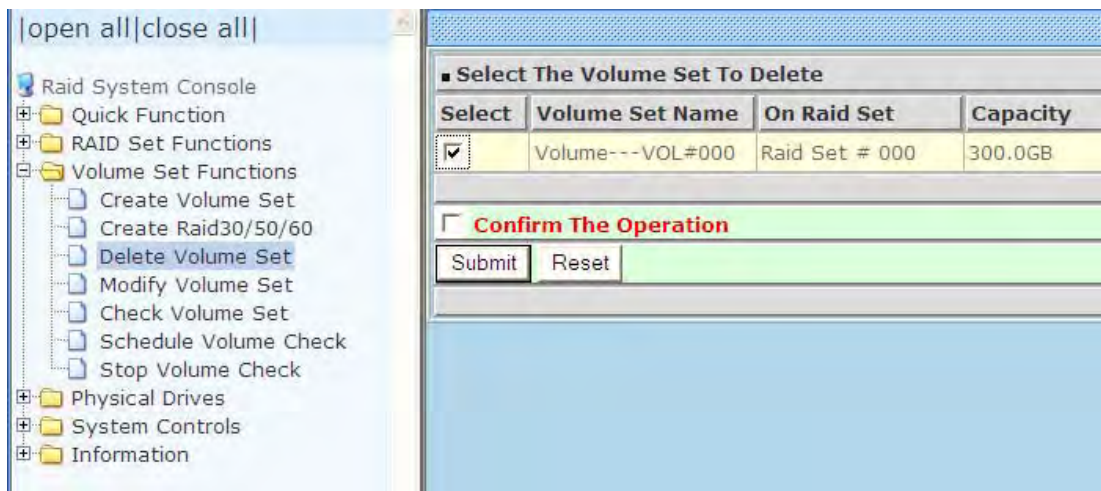 |open all|close all|
Raid System Console
Quick Function
RAID Set Functions
Volume Set Functions
Create Volume Set
Create Raid30/50/60
Delete Volume Set
Modify Volume Set
Check Volume Set
Schedule Volume Check
Stop Volume Check
Physical Drives
System Controls
Information
Select The Volume Set To Delete
Select Volume Set Name On Raid Set Capacity
Volume---VOL#000 Raid Set # 000 300.0GB
Confirm The Operation
Submit Reset